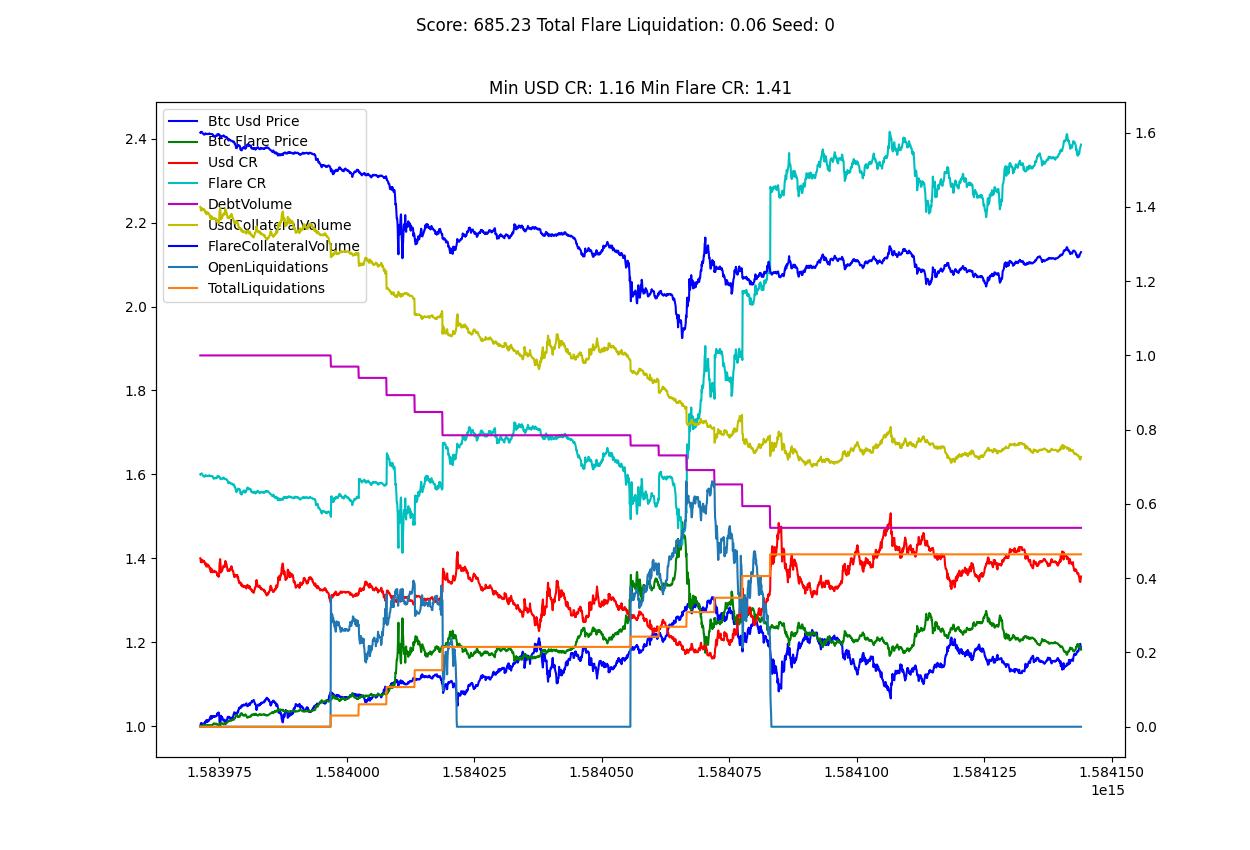 Score: 685.23 Total Flare Liquidation: 0.06 Seed: 0
Min USD CR: 1.16 Min Flare CR: 1.41
Btc Usd Price
Btc Flare Price
Usd CR
Flare CR
DebtVolume
UsdCollateralVolume
FlareCollateralVolume
OpenLiquidations
TotalLiquidations
2.4
2.2
2.0
1.8
1.6
1.4
1.2
1.0
1.6
1.4
1.2
1.0
0.8
0.6
0.4
0.2
0.0
1.583975 1.584000 1.584025 1.584050 1.584075 1.584100 1.584125 1.584150
1e15